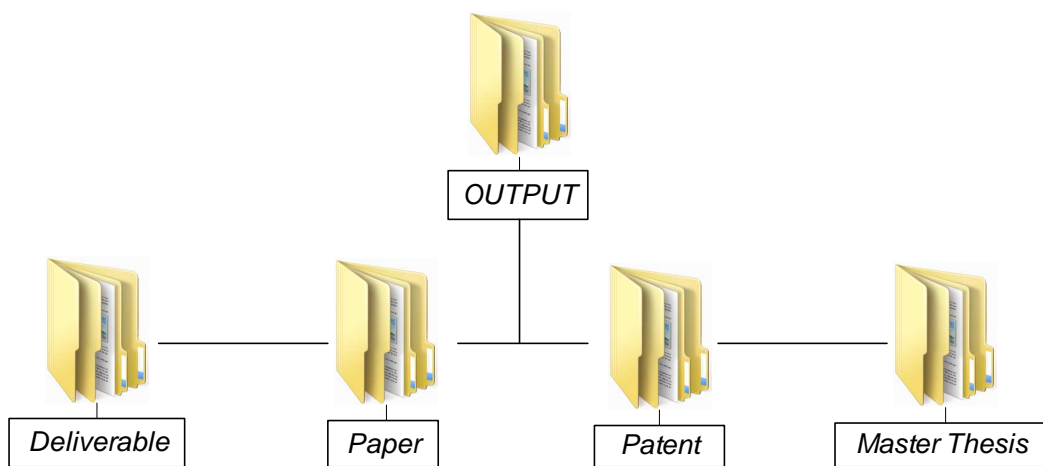 OUTPUT
Deliverable
Paper
Patent
Master Thesis